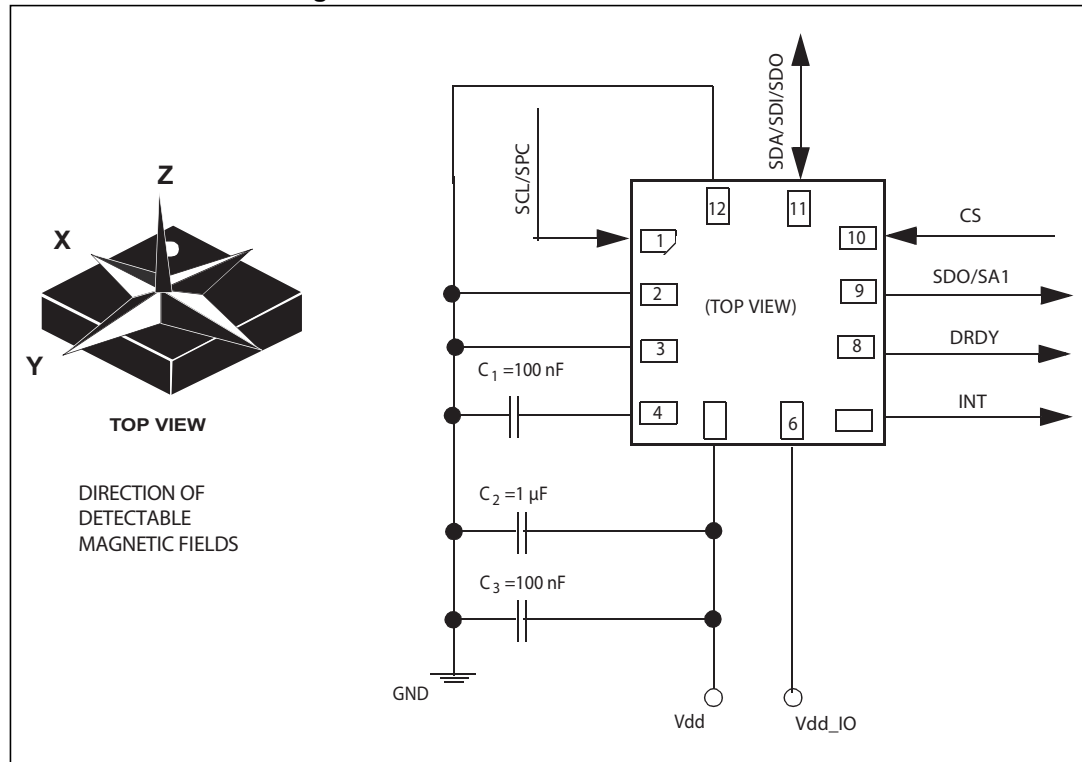 Z
X
Y
TOP VIEW
DIRECTION OF
DETECTABLE
MAGNETIC FIELDS
SCL/SPC
SDA/SDI/SDO
12
11
1
10
CS
2
9
SDO/SA1
(TOP VIEW)
3
8
DRDY
C1 =100 nF
4
6
INT
C2 =1 µF
C3 =100 nF
GND
Vdd
Vdd_IO